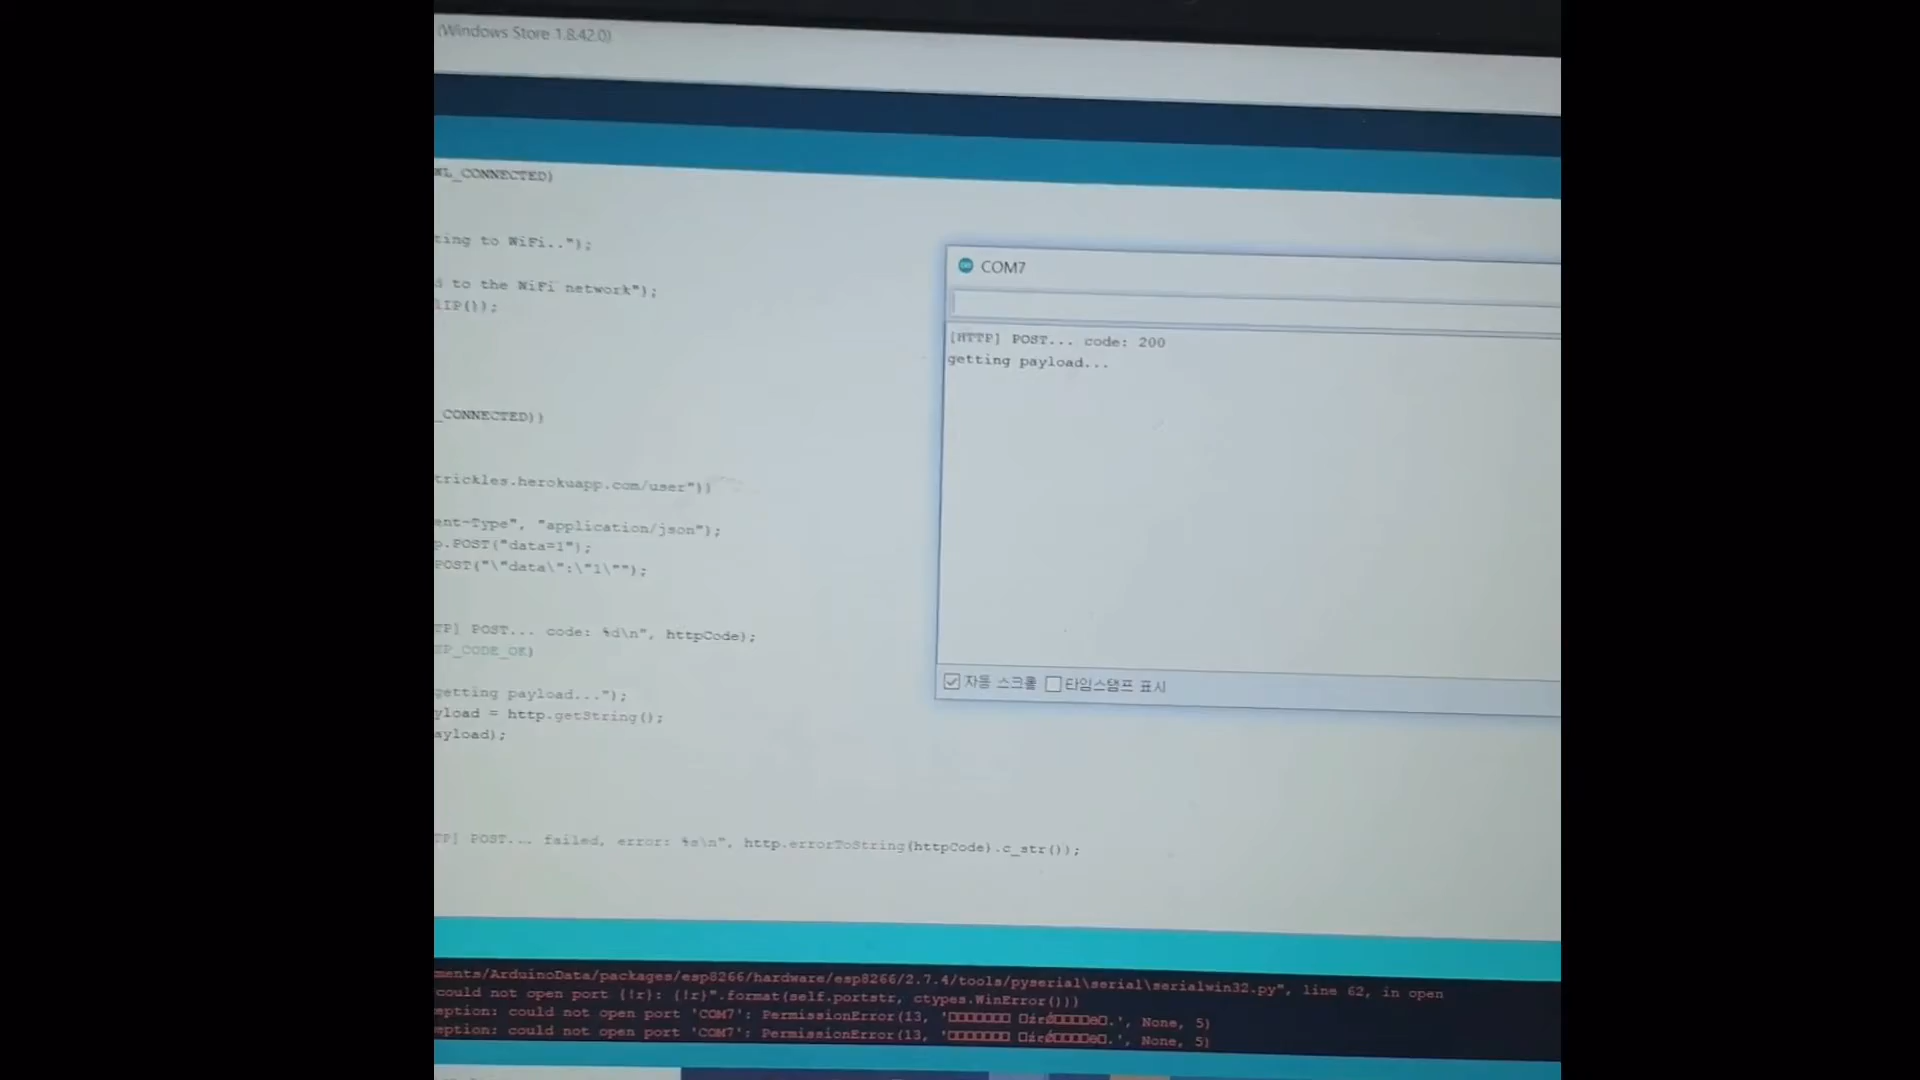 (Windows Store 1.8.42.0)
WL_CONNECTED)
ting to WiFi..");
d to the WiFi network");
lIP());
_CONNECTED))
trickles.herokuapp.com/user"))
ent-Type", "application/json");
p.POST("data=1");
POST("\"data\":\"1\"");
TP] POST... code: %d\n", httpCode);
TP_CODE_OK)
getting payload...");
yload = http.getString();
ayload);
TP] POST... failed, error: %s\n", http.errorToString(httpCode).c_str());
COM7
[HTTP] POST... code: 200
getting payload...
자동 스크롤 타임스탬프 표시
ments/ArduinoData/packages/esp8266/hardware/esp8266/2.7.4/tools/pyserial\serial\serialwin32.py", line 62, in open
could not open port {!r}: {!r}".format(self.portstr, ctypes.WinError()))
eption: could not open port 'COM7': PermissionError(13, ' .', None, 5)
eption: could not open port 'COM7': PermissionError(13, ' .', None, 5)